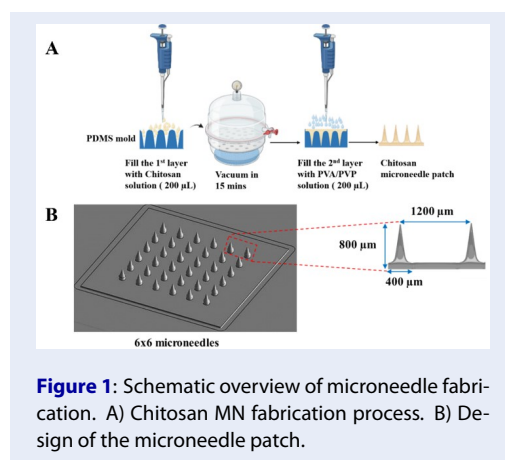 A
PDMS mold
Fill the 1st layer
with Chitosan
solution ( 200 µL)
Vacuum in
15 mins
Fill the 2nd layer
with PVA/PVP
solution ( 200 µL)
Chitosan
microneedle patch
B
1200 µm
800 µm
400 µm
6x6 microneedles
Figure 1: Schematic overview of microneedle fabri-
cation. A) Chitosan MN fabrication process. B) De-
sign of the microneedle patch.